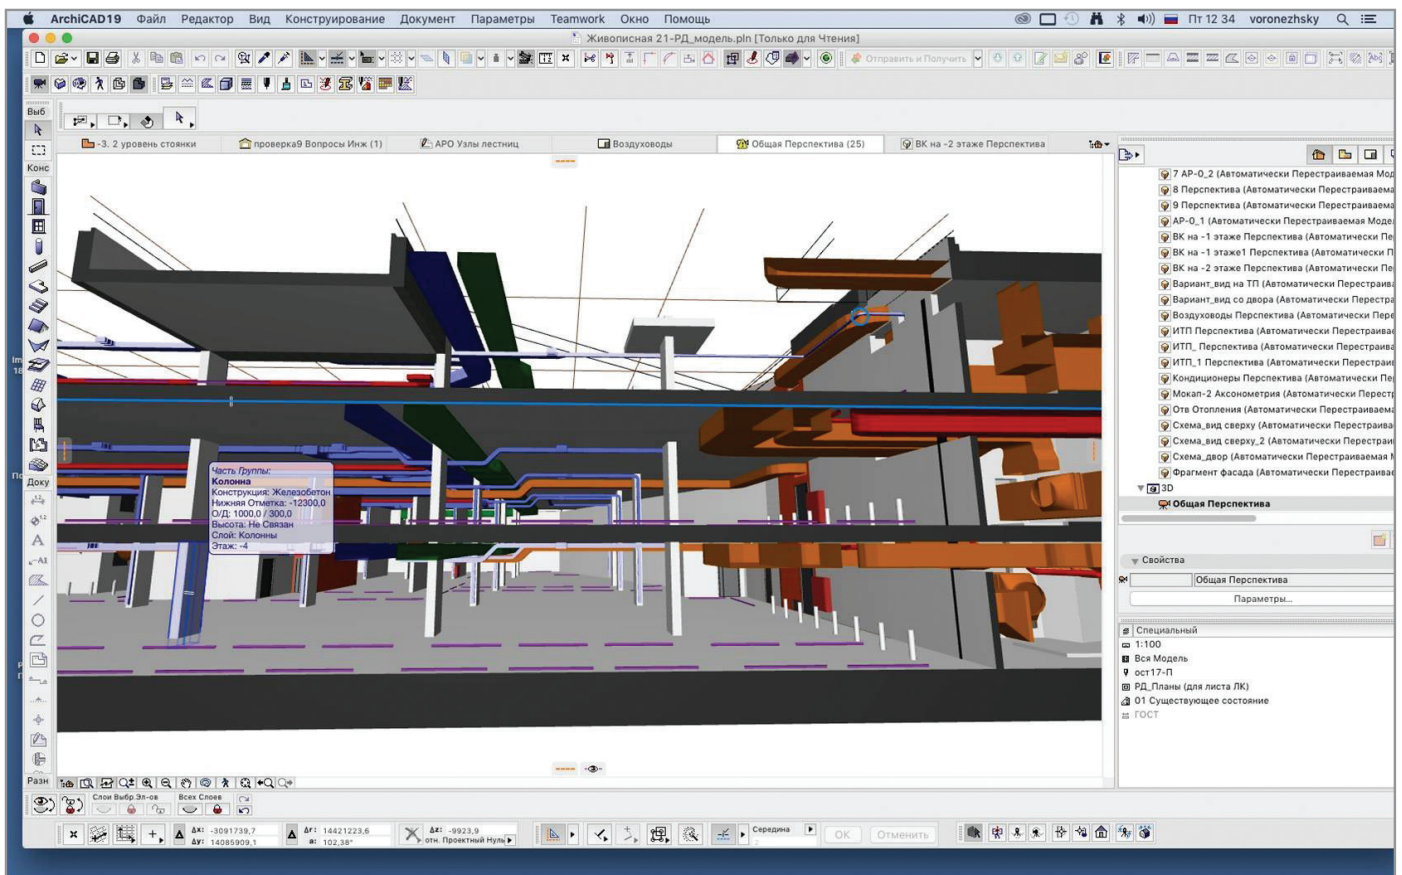 ArchiCAD19 Файл Редактор Вид Конструирование Документ Параметры Teamwork Окно Помощь Пт 12 34 voronezhsky
Живописная 21-РД_модель.pln [Только для Чтения]
Отправить и Получить
Выб
-3. 2 уровень стоянки
проверка9 Вопросы Инж (1)
АРО Узлы лестниц
Воздуховоды
Общая Перспектива (25)
ВК на -2 этаже Перспектива
Конс
7 АР-0_2 (Автоматически Перестраиваемая Мод
8 Перспектива (Автоматически Перестраиваема
9 Перспектива (Автоматически Перестраиваема
АР-0_1 (Автоматически Перестраиваемая Моде
ВК на -1 этаже Перспектива (Автоматически Пе
ВК на -1 этаже1 Перспектива (Автоматически П
ВК на -2 этаже Перспектива (Автоматически Пе
Вариант_вид на ТП (Автоматически Перестраив
Вариант_вид со двора (Автоматически Перестра
Воздуховоды Перспектива (Автоматически Пере
ИТП Перспектива (Автоматически Перестраивае
ИТП_ Перспектива (Автоматически Перестраива
ИТП_1 Перспектива (Автоматически Перестраи
Кондиционеры Перспектива (Автоматически Пе
Мокап-2 Аксонометрия (Автоматически Перест
Отв Отопления (Автоматически Перестраиваема
Схема_вид сверху (Автоматически Перестраива
Схема_вид сверху_2 (Автоматически Перестраи
Схема_двор (Автоматически Перестраиваемая М
Фрагмент фасада (Автоматически Перестраивае
3D
Общая Перспектива
Im
18
По
Часть Группы:
Колонна
Конструкция: Железобетон
Нижняя Отметка: -12300,0
О/Д: 1000,0 / 300,0
Высота: Не Связан
Слой: Колонны
Этаж: -4
Доку
1.2
A
A1
Свойства
Общая Перспектива
Параметры...
Специальный
1:100
Вся Модель
ост17-П
РД_Планы (для листа ЛК)
01 Существующее состояние
ГОСТ
Разн
Слои Выбр.Эл-ов
Всех Слоев
Δx: -3091739,7
Δy: 14085909,1
Δr: 14421223,6
a: 102,38°
Δz: -9923,9
отн. Проектный Нуль
Середина
OK
Отменить